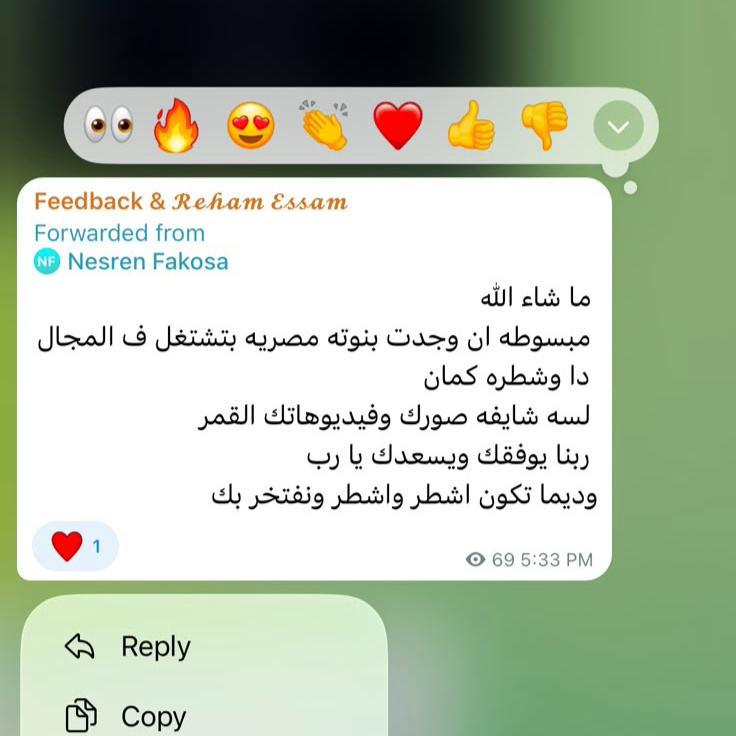 Feedback & Reham Essam
Forwarded from
NF Nesren Fakosa
ما شاء الله
مبسوطه ان وجدت بنوته مصريه بتشتغل ف المجال
دا وشطره كمان
لسه شايفه صورك وفيديوهاتك القمر
ربنا يوفقك ويسعدك يا رب
وديما تكون اشطر واشطر ونفتخر بك
1
69 5:33 PM
Reply
Copy